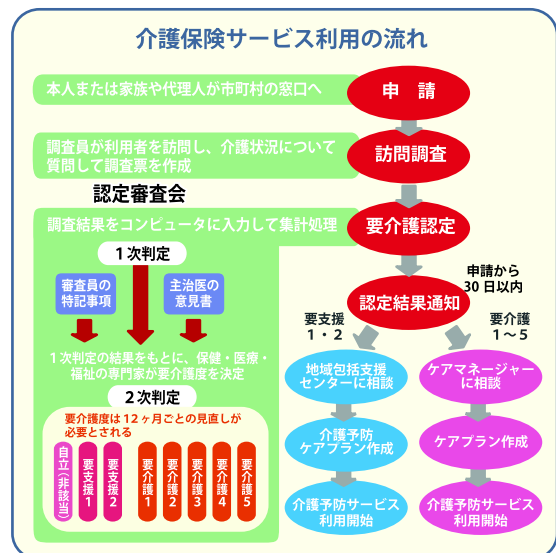 介護保険サービス利用の流れ
本人または家族や代理人が市町村の窓口へ
申 請
調査員が利用者を訪問し、介護状況について
質問して調査票を作成
訪問調査
認定審査会
調査結果をコンピュータに入力して集計処理
要介護認定
1次判定
審査員の
特記事項
主治医の
意見書
申請から
30日以内
認定結果通知
1次判定の結果をもとに、保健・医療・
福祉の専門家が要介護度を決定
2次判定
要介護度は12ヶ月ごとの見直しが
必要とされる
自立(非該当)
要支援1
要支援2
要介護1
要介護2
要介護3
要介護4
要介護5
要支援
1・2
要介護
1～5
地域包括支援
センターに相談
ケアマネージャー
に相談
介護予防
ケアプラン作成
ケアプラン作成
介護予防サービス
利用開始
介護予防サービス
利用開始